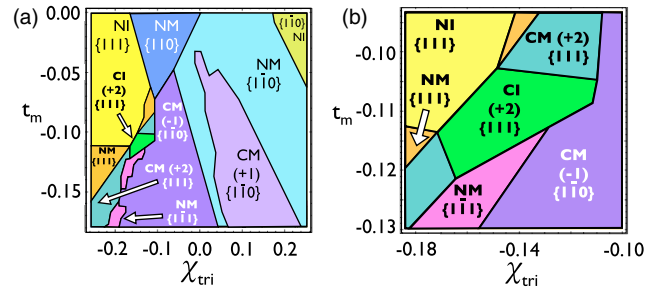 (a)
0.00
-0.05
-0.10
-0.15
t_m
NI
{111}
NM
{110}
{11̄0}
NI
CI
(+2)
{111}
NM
{11̄0}
CM
(-1)
{11̄0}
NM
{111}
CM (+2)
{111}
CM
(+1)
{11̄0}
NM
{11̄1}
-0.2
-0.1
0.0
0.1
0.2
χ_tri
(b)
-0.10
-0.11
-0.12
-0.13
t_m
NI
{111}
CM (+2)
{111}
NM
{111}
CI
(+2)
{111}
CM
(-1)
{11̄0}
NM
{11̄1}
-0.18
-0.14
-0.10
χ_tri